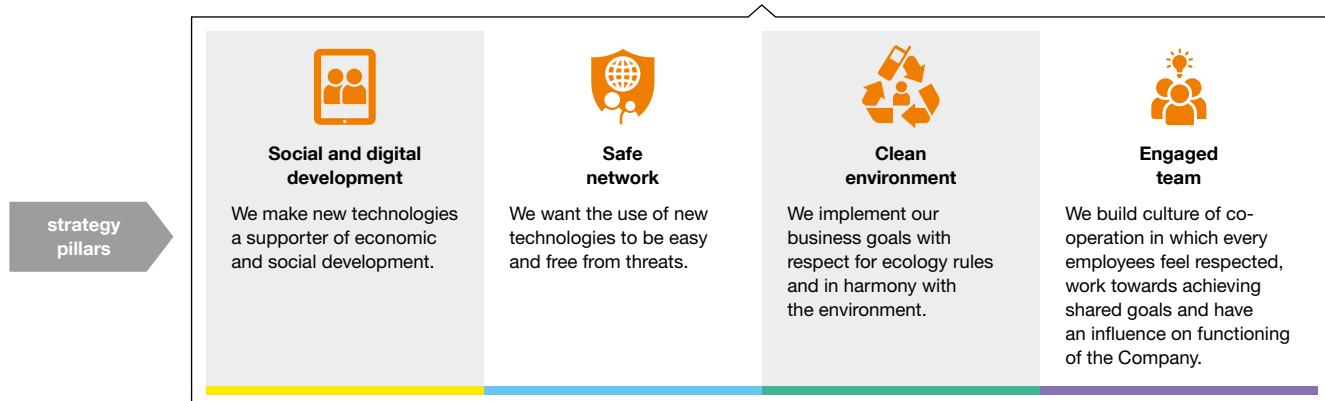 strategy
pillars
Social and digital
development
We make new technologies
a supporter of economic
and social development.
Safe
network
We want the use of new
technologies to be easy
and free from threats.
Clean
environment
We implement our
business goals with
respect for ecology rules
and in harmony with
the environment.
Engaged
team
We build culture of co-
operation in which every
employees feel respected,
work towards achieving
shared goals and have
an influence on functioning
of the Company.